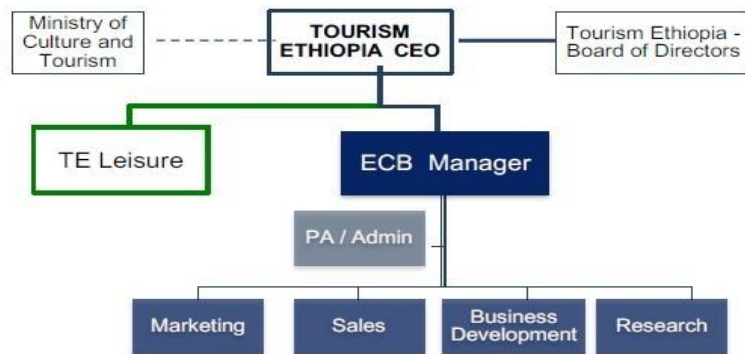 Ministry of
Culture and
Tourism
TOURISM
ETHIOPIA CEO
Tourism Ethiopia -
Board of Directors
TE Leisure
ECB Manager
PA / Admin
Marketing
Sales
Business
Development
Research